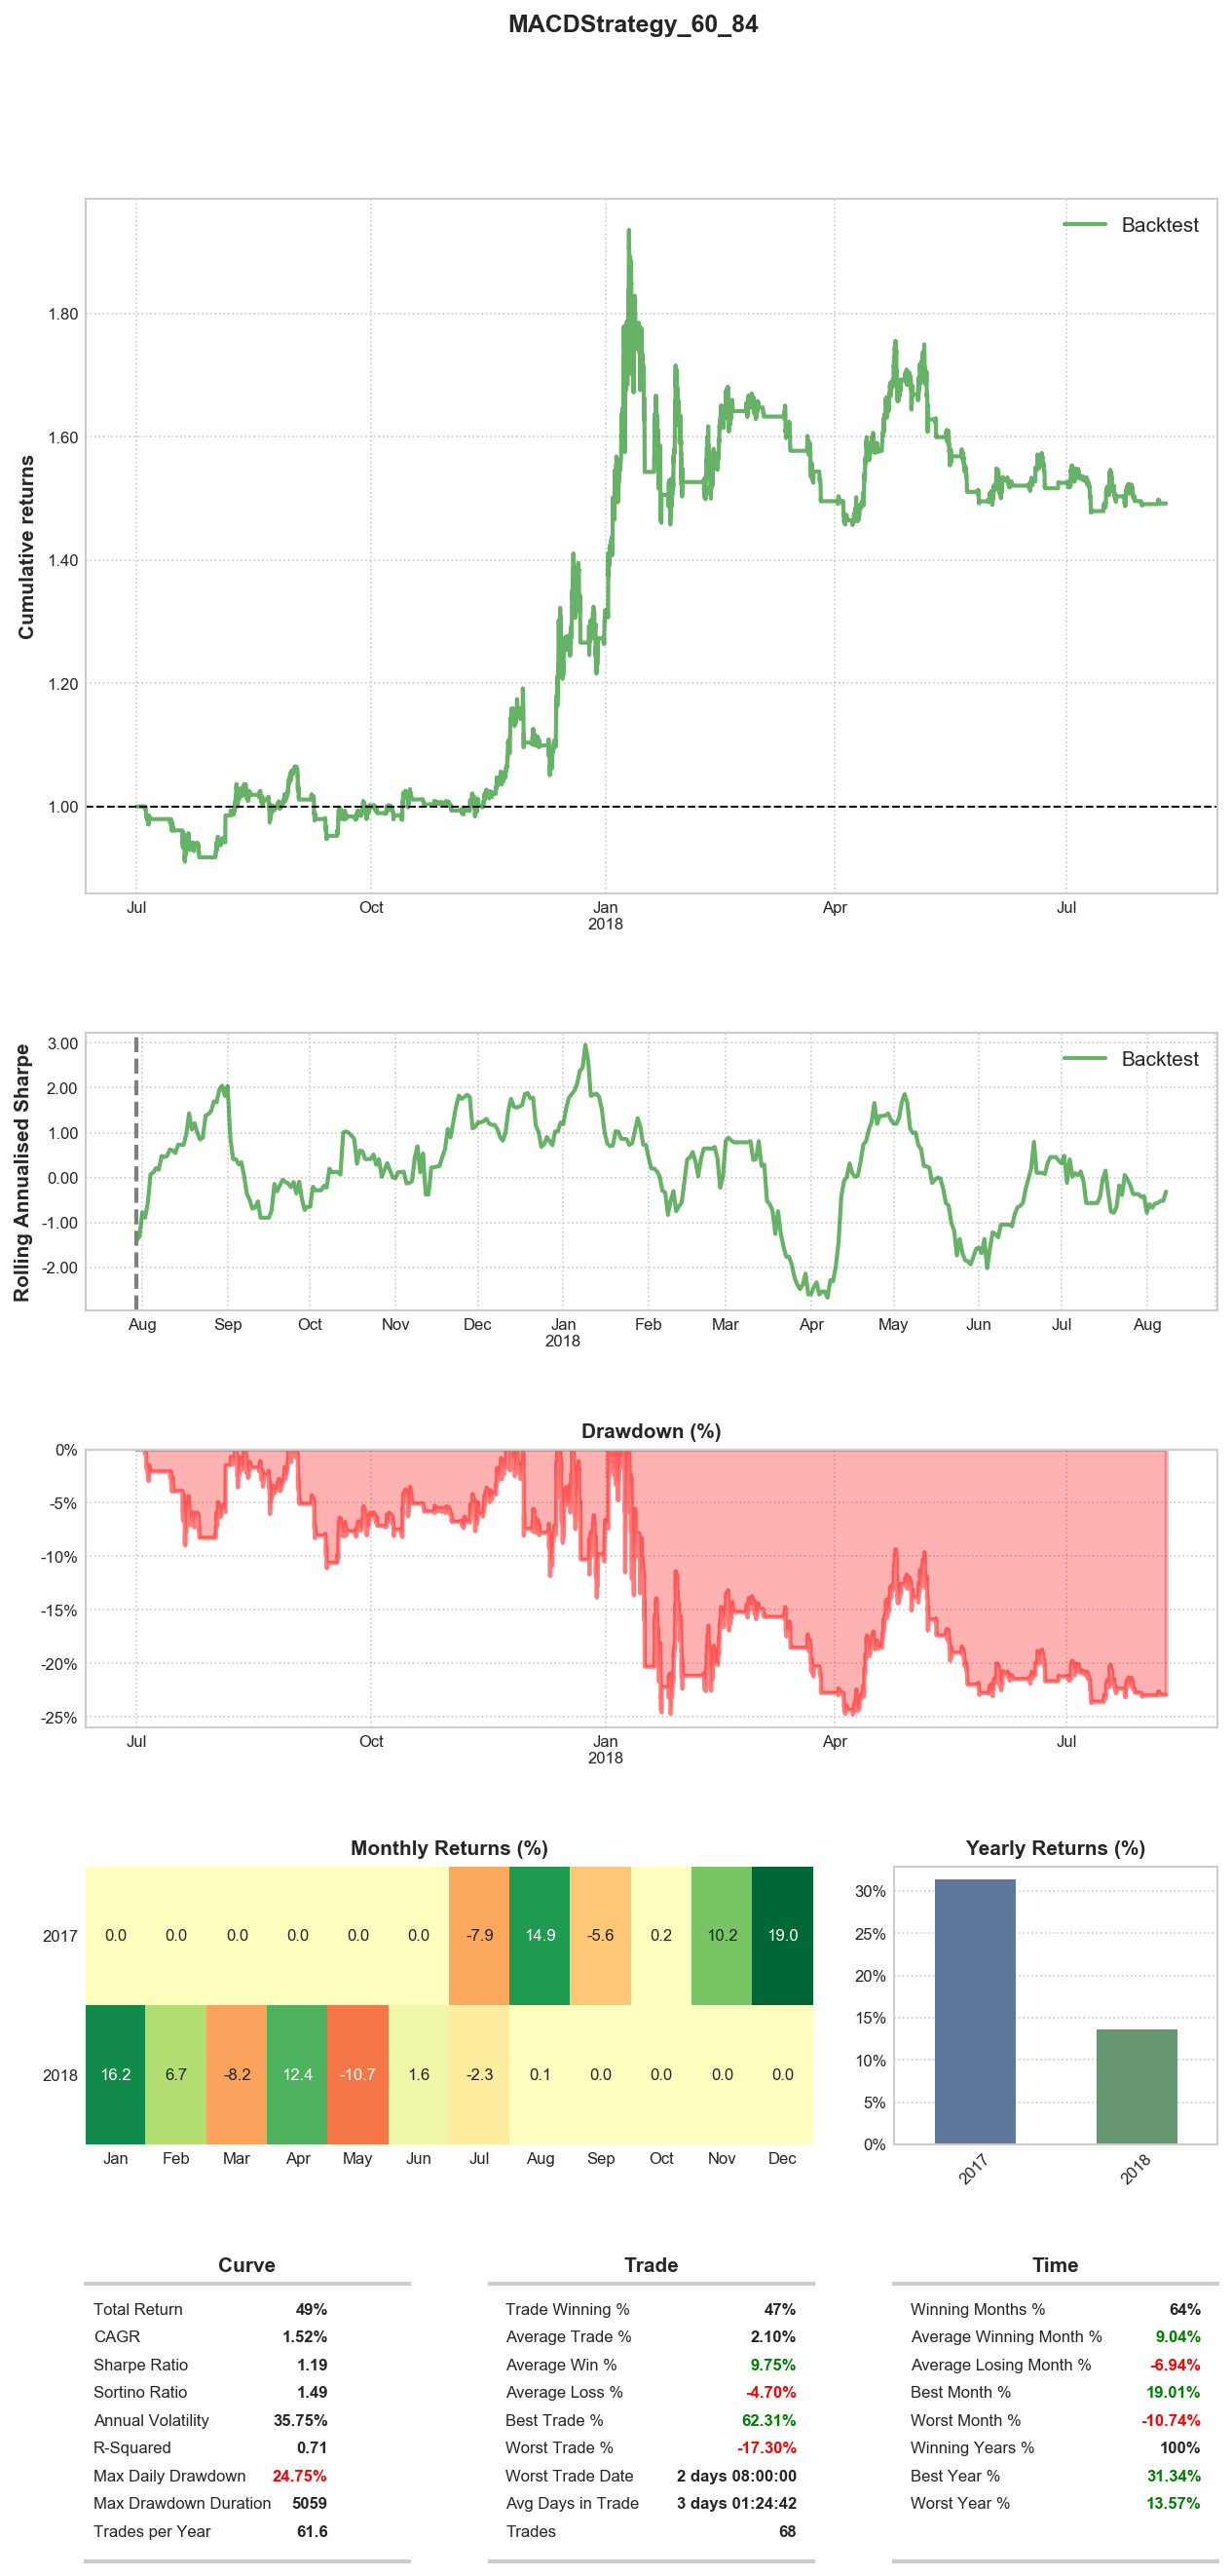 MACDStrategy_60_84
Backtest
Cumulative returns
1.80
1.60
1.40
1.20
1.00
Jul Oct Jan Apr Jul
2018
Backtest
Rolling Annualised Sharpe
3.00
2.00
1.00
0.00
-1.00
-2.00
Aug Sep Oct Nov Dec Jan Feb Mar Apr May Jun Jul Aug
2018
Drawdown (%)
0%
-5%
-10%
-15%
-20%
-25%
Jul Oct Jan Apr Jul
2018
Monthly Returns (%)
2017 0.0 0.0 0.0 0.0 0.0 0.0 -7.9 14.9 -5.6 0.2 10.2 19.0
2018 16.2 6.7 -8.2 12.4 -10.7 1.6 -2.3 0.1 0.0 0.0 0.0 0.0
Jan Feb Mar Apr May Jun Jul Aug Sep Oct Nov Dec
Yearly Returns (%)
30%
25%
20%
15%
10%
5%
0%
2017 2018
Curve
Total Return 49%
CAGR 1.52%
Sharpe Ratio 1.19
Sortino Ratio 1.49
Annual Volatility 35.75%
R-Squared 0.71
Max Daily Drawdown 24.75%
Max Drawdown Duration 5059
Trades per Year 61.6
Trade
Trade Winning % 47%
Average Trade % 2.10%
Average Win % 9.75%
Average Loss % -4.70%
Best Trade % 62.31%
Worst Trade % -17.30%
Worst Trade Date 2 days 08:00:00
Avg Days in Trade 3 days 01:24:42
Trades 68
Time
Winning Months % 64%
Average Winning Month % 9.04%
Average Losing Month % -6.94%
Best Month % 19.01%
Worst Month % -10.74%
Winning Years % 100%
Best Year % 31.34%
Worst Year % 13.57%